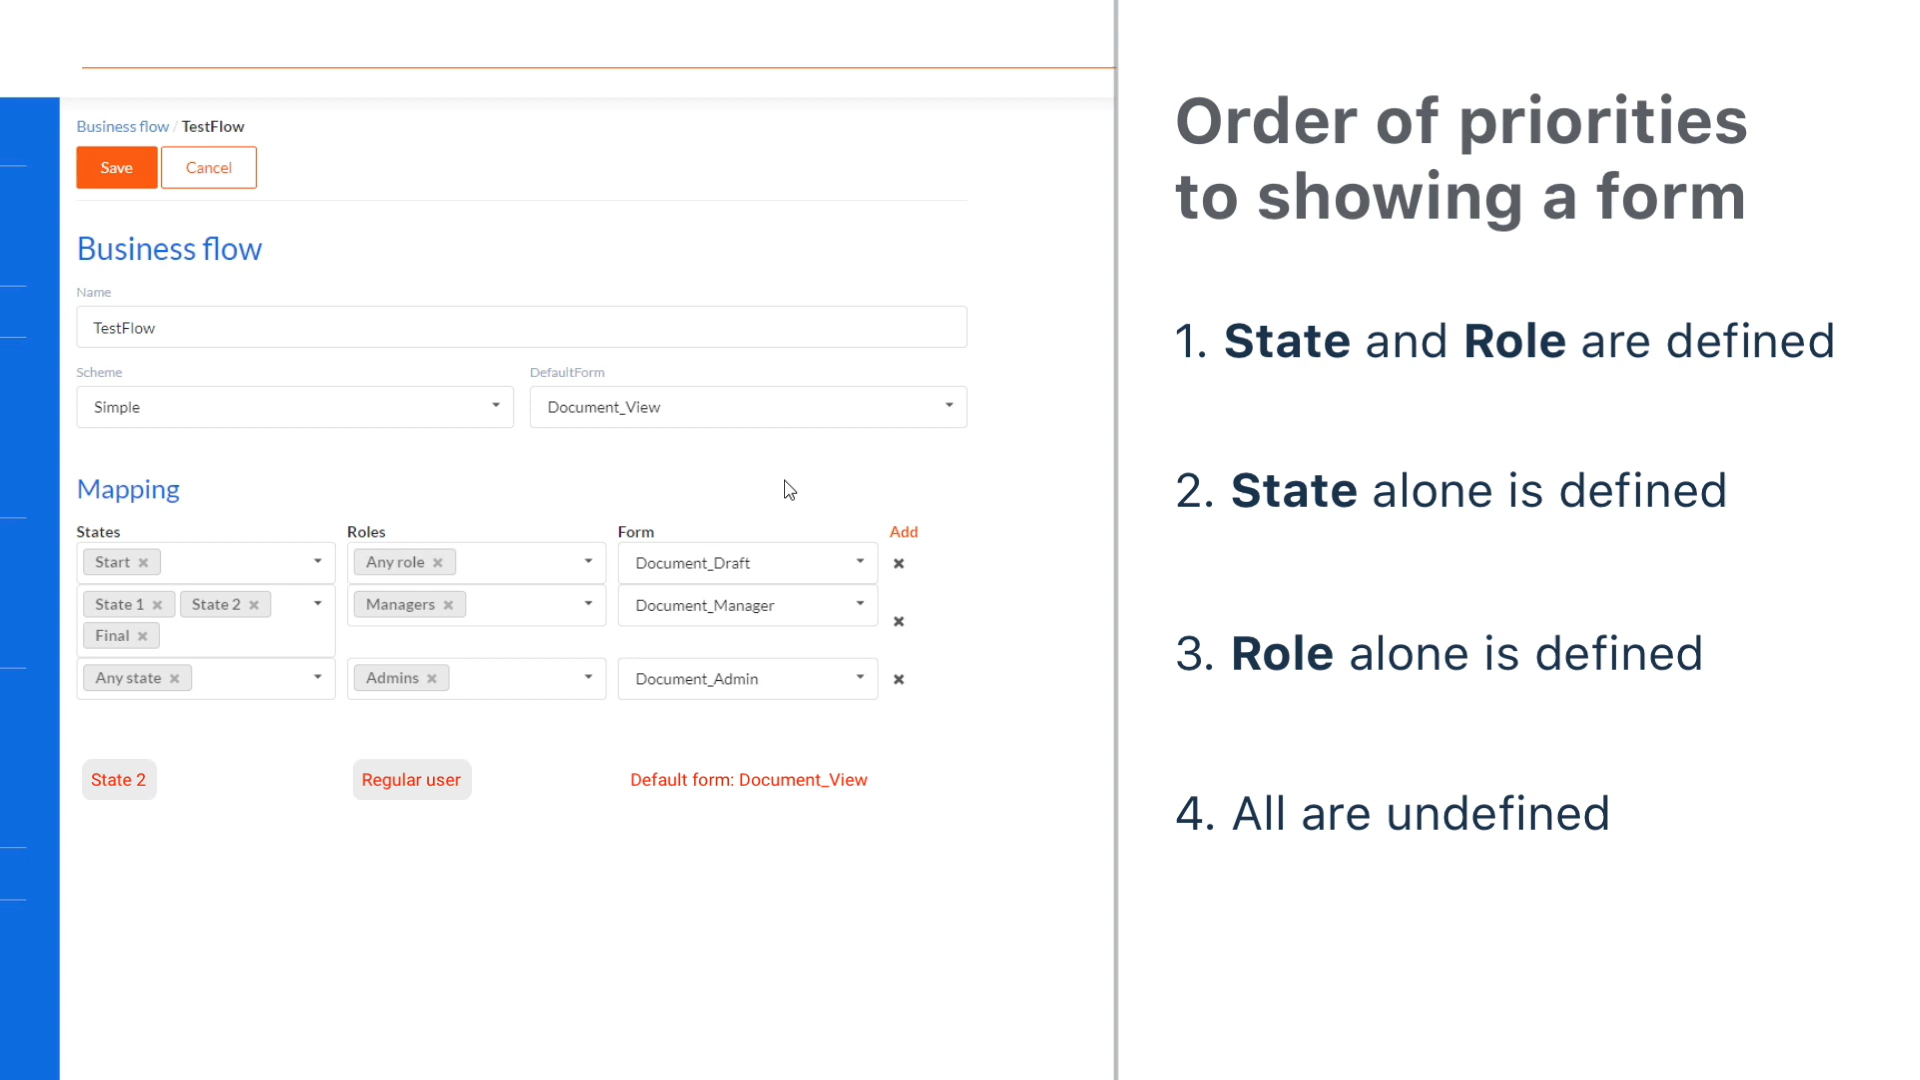 Business flow / TestFlow
Save Cancel
Business flow
Name
TestFlow
Scheme DefaultForm
Simple Document_View
Mapping
States Roles Form Add
Start Any role Document_Draft
State 1 State 2 Managers Document_Manager
Final
Any state Admins Document_Admin
State 2 Regular user Default form: Document_View
Order of priorities
to showing a form
1. State and Role are defined
2. State alone is defined
3. Role alone is defined
4. All are undefined